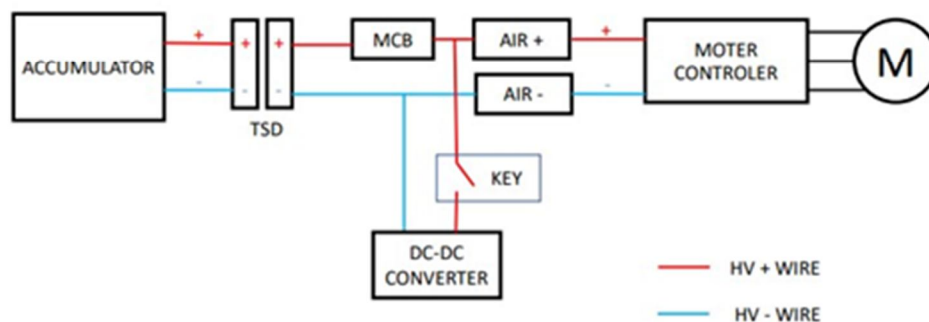 ACCUMULATOR
+
-
+
-
+
-
TSD
MCB
AIR +
AIR -
+
-
MOTER
CONTROLER
M
KEY
DC-DC
CONVERTER
HV + WIRE
HV - WIRE